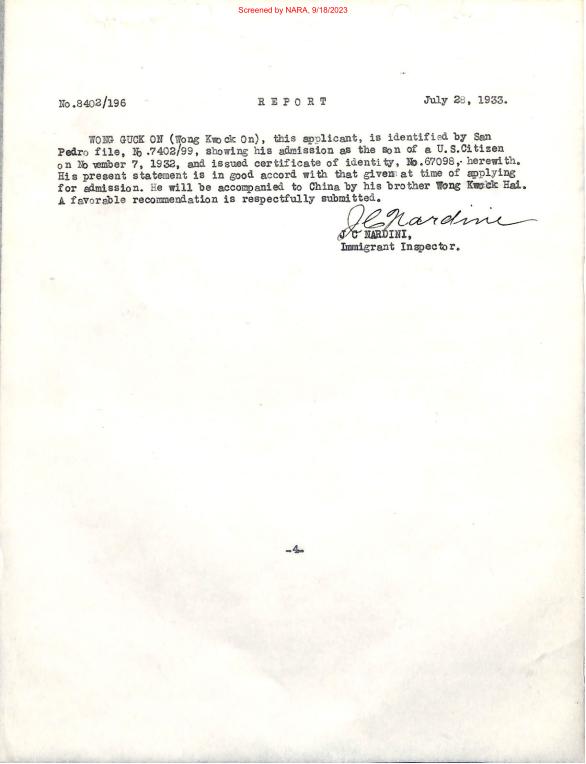 Screened by NARA, 9/18/2023
No.8402/196 REPORT July 28, 1933.
WONG GUCK ON (Wong Kwock On), this applicant, is identified by San
Pedro file, No.7402/99, showing his admission as the son of a U.S.Citizen
on November 7, 1932, and issued certificate of identity, No.67098, herewith.
His present statement is in good accord with that given at time of applying
for admission. He will be accompanied to China by his brother Wong Kwock Hai.
A favorable recommendation is respectfully submitted.
J C Nardini
J C NARDINI,
Immigrant Inspector.
-4-